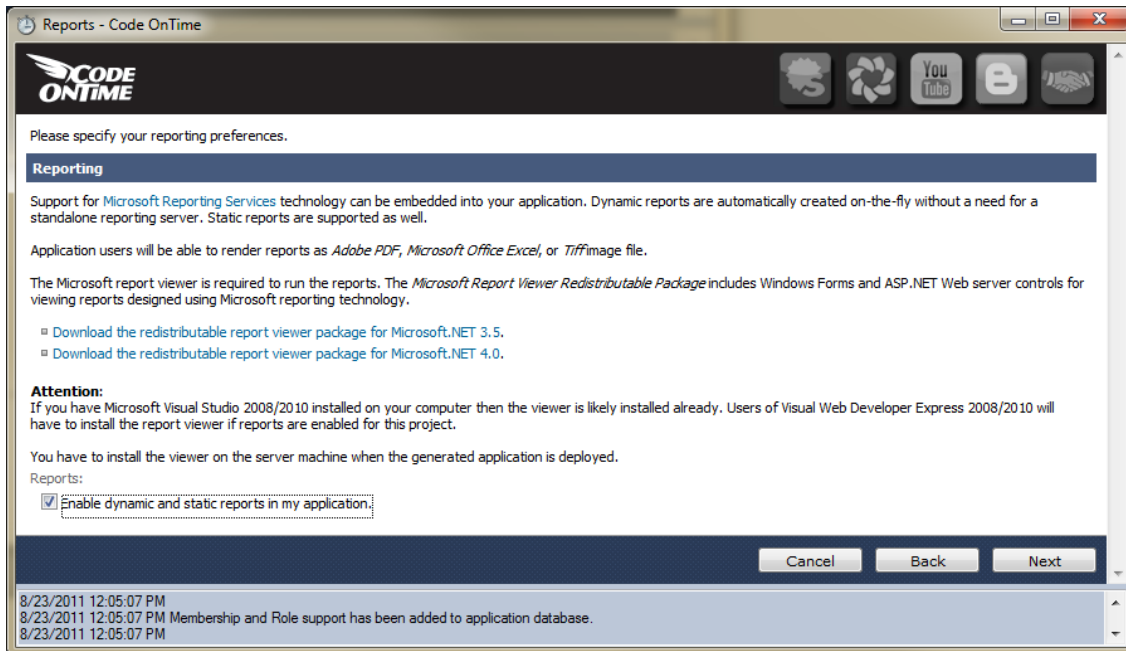 Reports - Code OnTime
CODE
ONTIME
You
Tube
Please specify your reporting preferences.
Reporting
Support for Microsoft Reporting Services technology can be embedded into your application. Dynamic reports are automatically created on-the-fly without a need for a
standalone reporting server. Static reports are supported as well.
Application users will be able to render reports as Adobe PDF, Microsoft Office Excel, or Tiff image file.
The Microsoft report viewer is required to run the reports. The Microsoft Report Viewer Redistributable Package includes Windows Forms and ASP.NET Web server controls for
viewing reports designed using Microsoft reporting technology.
Download the redistributable report viewer package for Microsoft.NET 3.5.
Download the redistributable report viewer package for Microsoft.NET 4.0.
Attention:
If you have Microsoft Visual Studio 2008/2010 installed on your computer then the viewer is likely installed already. Users of Visual Web Developer Express 2008/2010 will
have to install the report viewer if reports are enabled for this project.
You have to install the viewer on the server machine when the generated application is deployed.
Reports:
Enable dynamic and static reports in my application.
Cancel Back Next
8/23/2011 12:05:07 PM
8/23/2011 12:05:07 PM Membership and Role support has been added to application database.
8/23/2011 12:05:07 PM